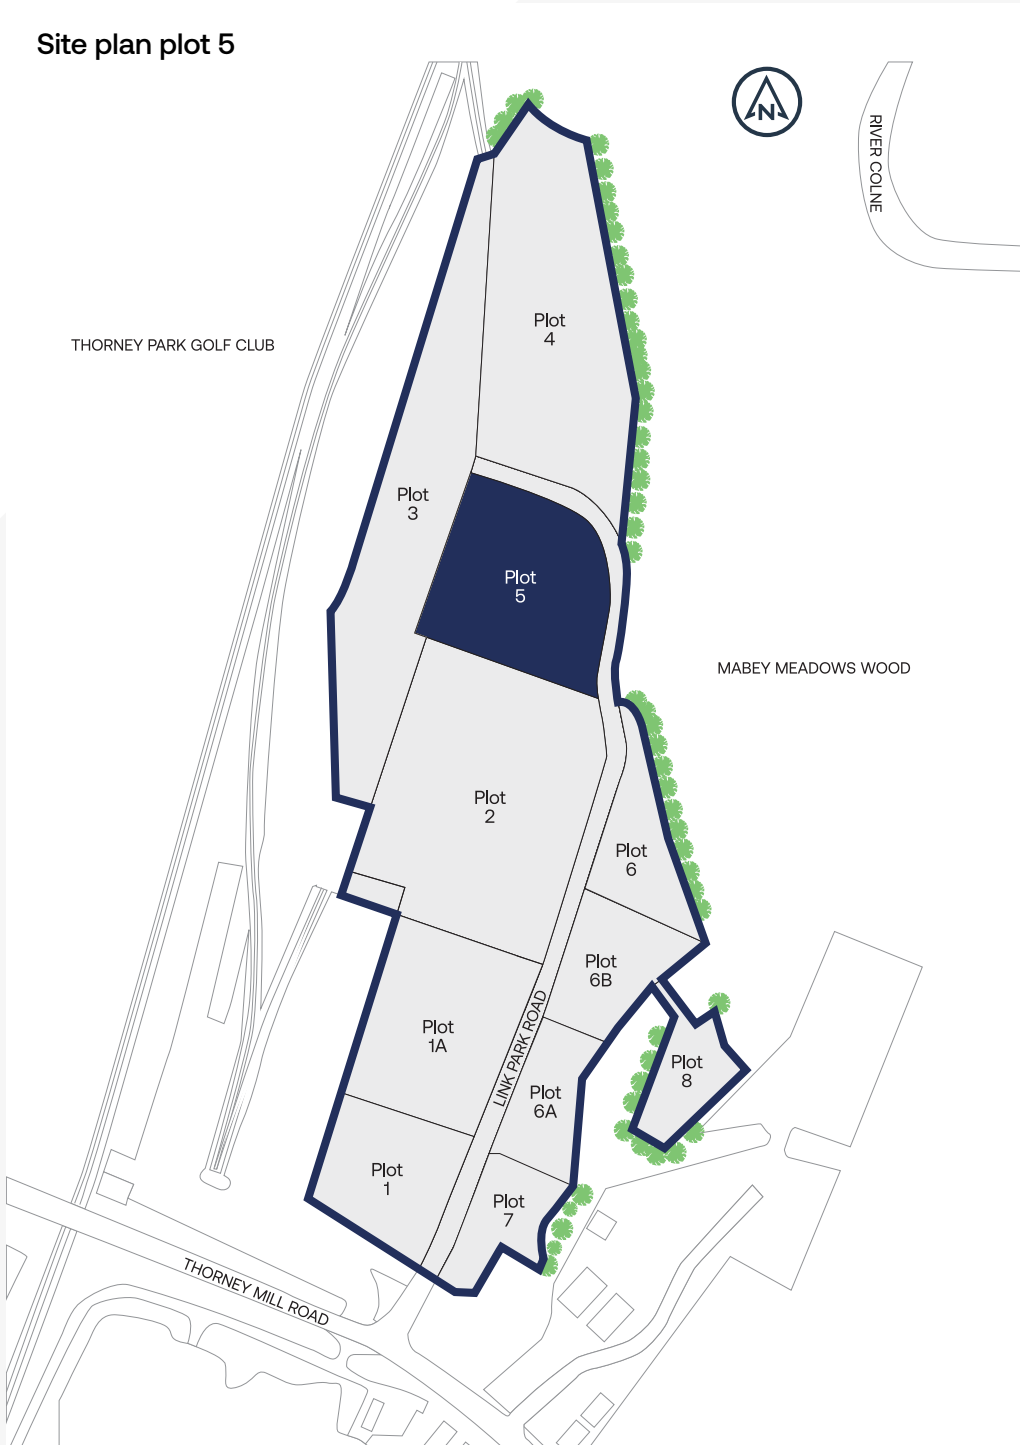 Site plan plot 5
N
RIVER COLNE
Plot
4
THORNEY PARK GOLF CLUB
Plot
3
Plot
5
MABEY MEADOWS WOOD
Plot
2
Plot
6
Plot
6B
Plot
1A
LINK PARK ROAD
Plot
8
Plot
6A
Plot
1
Plot
7
THORNEY MILL ROAD